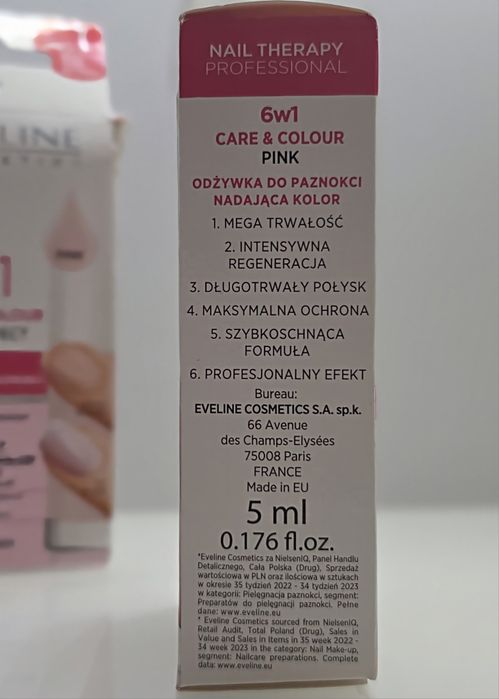 NAIL THERAPY
PROFESSIONAL
6w1
CARE & COLOUR
PINK
ODŻYWKA DO PAZNOKCI
NADAJĄCA KOLOR
1. MEGA TRWAŁOŚĆ
2. INTENSYWNA
REGENERACJA
3. DŁUGOTRWAŁY POŁYSK
4. MAKSYMALNA OCHRONA
5. SZYBKOSCHNĄCA
FORMUŁA
6. PROFESJONALNY EFEKT
Bureau:
EVELINE COSMETICS S.A. sp.k.
66 Avenue
des Champs-Elysées
75008 Paris
FRANCE
Made in EU
5 ml
0.176 fl.oz.
*Eveline Cosmetics za NielsenIQ, Panel Handlu
Detalicznego, Cała Polska (Drug), Sprzedaż
wartościowa w PLN oraz ilościowa w sztukach
w okresie 35 tydzień 2022 - 34 tydzień 2023
w kategorii: Pielęgnacja paznokci, segment:
Preparatów do pielęgnacji paznokci. Pełne
dane: www.eveline.eu
* Eveline Cosmetics sourced from NielsenIQ,
Retail Audit, Total Poland (Drug), Sales in
Value and Sales in Items in 35 week 2022 -
34 week 2023 in the category: Nail Make-up,
segment: Nailcare preparations. Complete
data: www.eveline.eu